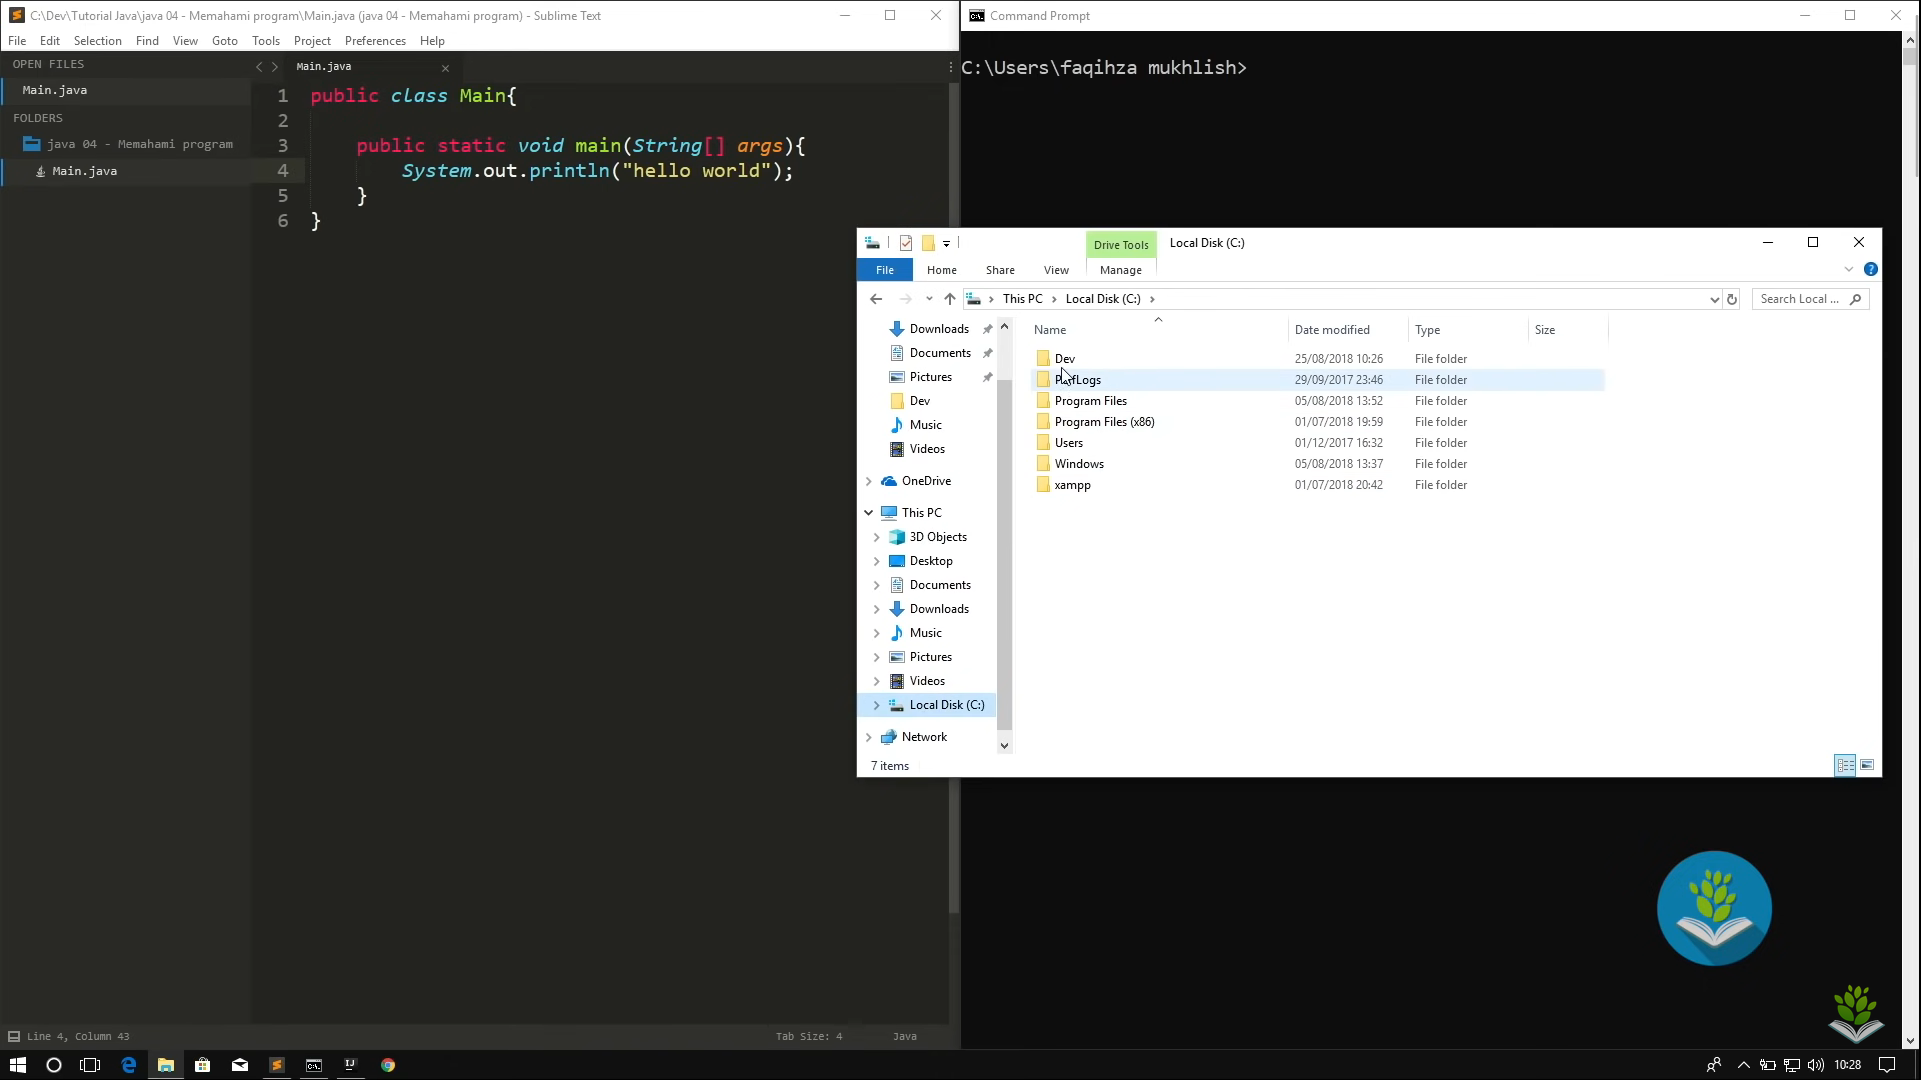 C:\Dev\Tutorial Java\java 04 - Memahami program\Main.java (java 04 - Memahami program) - Sublime Text
File Edit Selection Find View Goto Tools Project Preferences Help
OPEN FILES
Main.java
FOLDERS
java 04 - Memahami program
Main.java
Main.java
1 public class Main{
2
3 public static void main(String[] args){
4 System.out.println("hello world");
5 }
6 }
Line 4, Column 43
Tab Size: 4
Java
Command Prompt
C:\Users\faqihza mukhlish>
Drive Tools
Local Disk (C:)
File Home Share View Manage
This PC Local Disk (C:)
Search Local ...
Downloads
Documents
Pictures
Dev
Music
Videos
OneDrive
This PC
3D Objects
Desktop
Documents
Downloads
Music
Pictures
Videos
Local Disk (C:)
Network
Name Date modified Type Size
Dev 25/08/2018 10:26 File folder
PerfLogs 29/09/2017 23:46 File folder
Program Files 05/08/2018 13:52 File folder
Program Files (x86) 01/07/2018 19:59 File folder
Users 01/12/2017 16:32 File folder
Windows 05/08/2018 13:37 File folder
xampp 01/07/2018 20:42 File folder
7 items
10:28